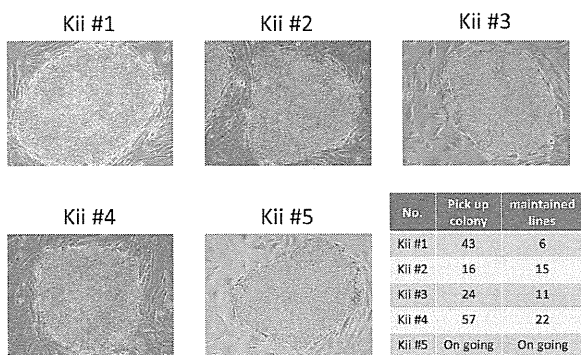 Kii #1
Kii #2
Kii #3
Kii #4
Kii #5
No. Pick up colony maintained lines
Kii #1 43 6
Kii #2 16 15
Kii #3 24 11
Kii #4 57 22
Kii #5 On going On going